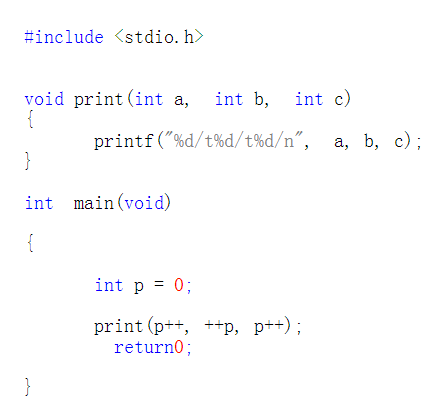 #include <stdio.h>
void print(int a,  int b,  int c)
{
printf("%d/t%d/t%d/n",  a, b, c);
}
int  main(void)
{
int p = 0;
print(p++, ++p, p++);
return0;
}